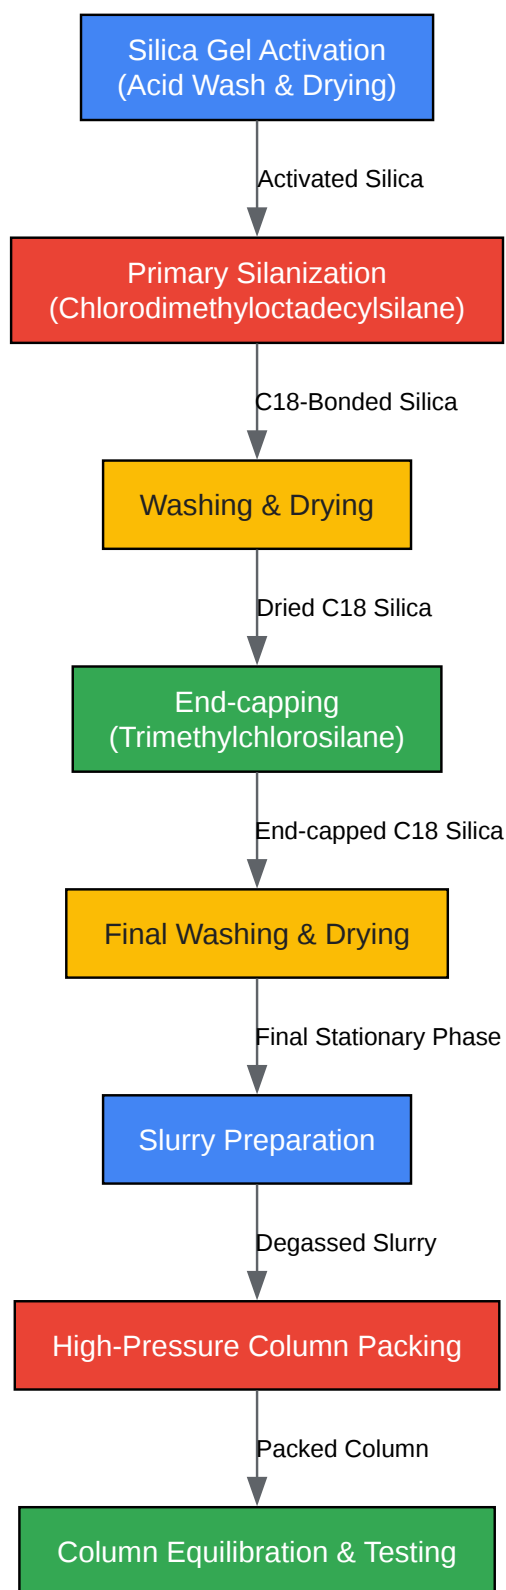 Silica Gel Activation
(Acid Wash & Drying)
Activated Silica
Primary Silanization
(Chlorodimethyloctadecylsilane)
C18-Bonded Silica
Washing & Drying
Dried C18 Silica
End-capping
(Trimethylchlorosilane)
End-capped C18 Silica
Final Washing & Drying
Final Stationary Phase
Slurry Preparation
Degassed Slurry
High-Pressure Column Packing
Packed Column
Column Equilibration & Testing